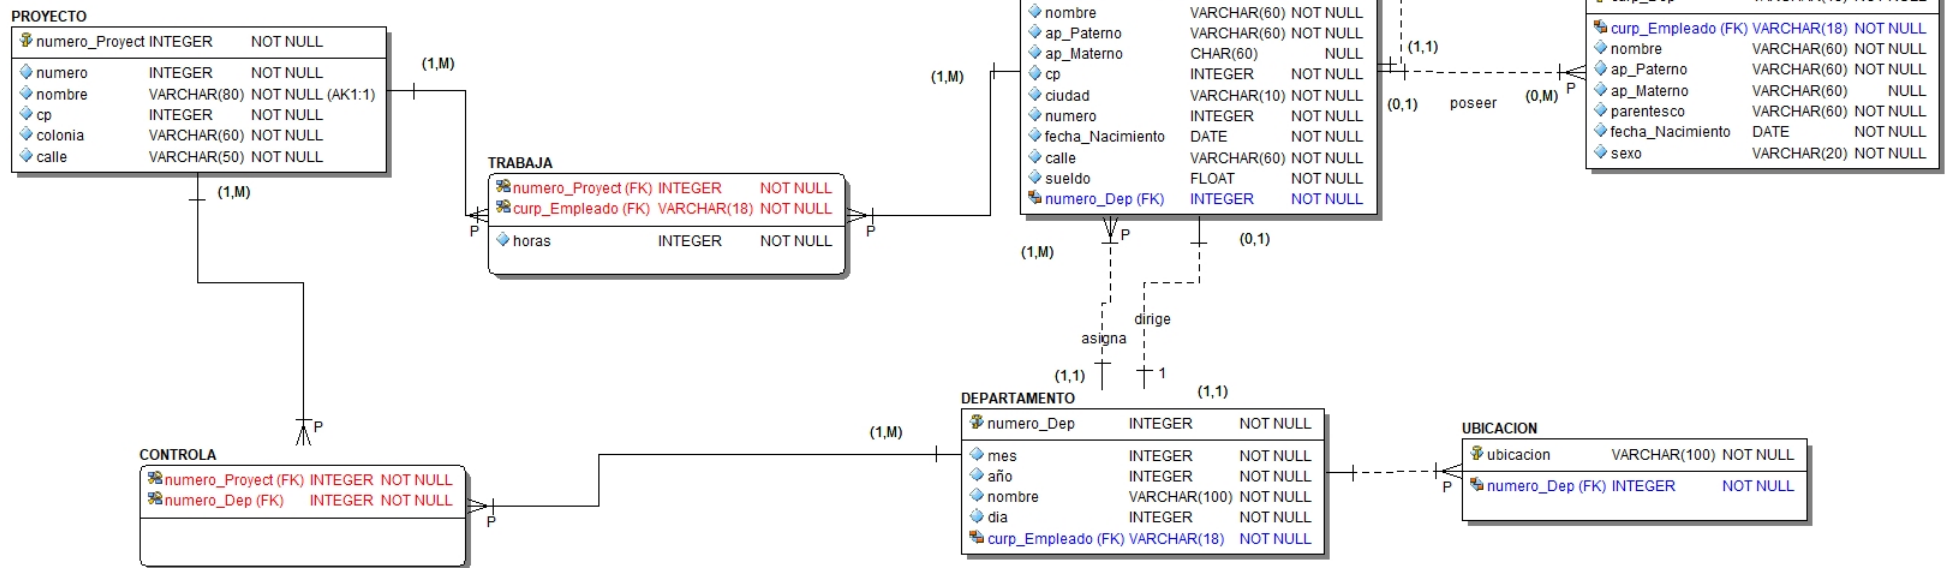 PROYECTO
numero_Proyect INTEGER NOT NULL
numero INTEGER NOT NULL
nombre VARCHAR(80) NOT NULL (AK1:1)
cp INTEGER NOT NULL
colonia VARCHAR(60) NOT NULL
calle VARCHAR(50) NOT NULL
(1,M)
(1,M)
TRABAJA
numero_Proyect (FK) INTEGER NOT NULL
curp_Empleado (FK) VARCHAR(18) NOT NULL
horas INTEGER NOT NULL
P
P
(1,M)
nombre VARCHAR(60) NOT NULL
ap_Paterno VARCHAR(60) NOT NULL
ap_Materno CHAR(60) NULL
cp INTEGER NOT NULL
ciudad VARCHAR(10) NOT NULL
numero INTEGER NOT NULL
fecha_Nacimiento DATE NOT NULL
calle VARCHAR(60) NOT NULL
sueldo FLOAT NOT NULL
numero_Dep (FK) INTEGER NOT NULL
(1,1)
(0,1)
poseer
(0,M)
P
curp_Empleado (FK) VARCHAR(18) NOT NULL
nombre VARCHAR(60) NOT NULL
ap_Paterno VARCHAR(60) NOT NULL
ap_Materno VARCHAR(60) NULL
parentesco VARCHAR(60) NOT NULL
fecha_Nacimiento DATE NOT NULL
sexo VARCHAR(20) NOT NULL
P
(1,M)
(0,1)
dirige
asigna
(1,1)
1
(1,1)
P
CONTROLA
numero_Proyect (FK) INTEGER NOT NULL
numero_Dep (FK) INTEGER NOT NULL
P
(1,M)
DEPARTAMENTO
numero_Dep INTEGER NOT NULL
mes INTEGER NOT NULL
año INTEGER NOT NULL
nombre VARCHAR(100) NOT NULL
dia INTEGER NOT NULL
curp_Empleado (FK) VARCHAR(18) NOT NULL
P
UBICACION
ubicacion VARCHAR(100) NOT NULL
numero_Dep (FK) INTEGER NOT NULL